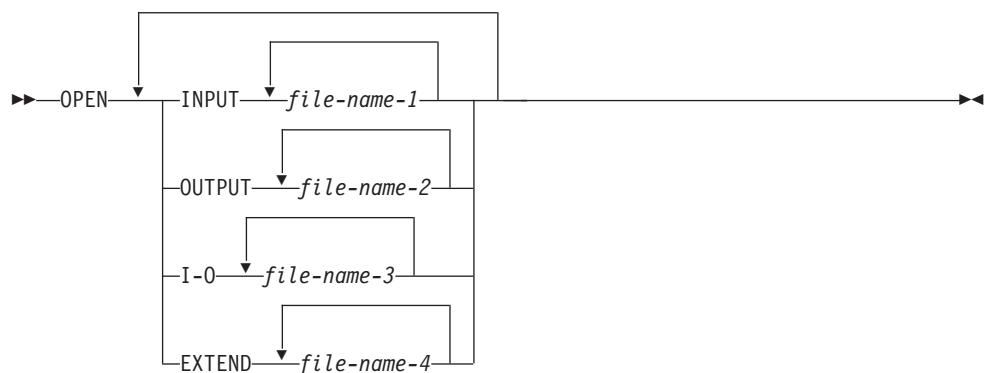 OPEN INPUT file-name-1
OUTPUT file-name-2
I-O file-name-3
EXTEND file-name-4